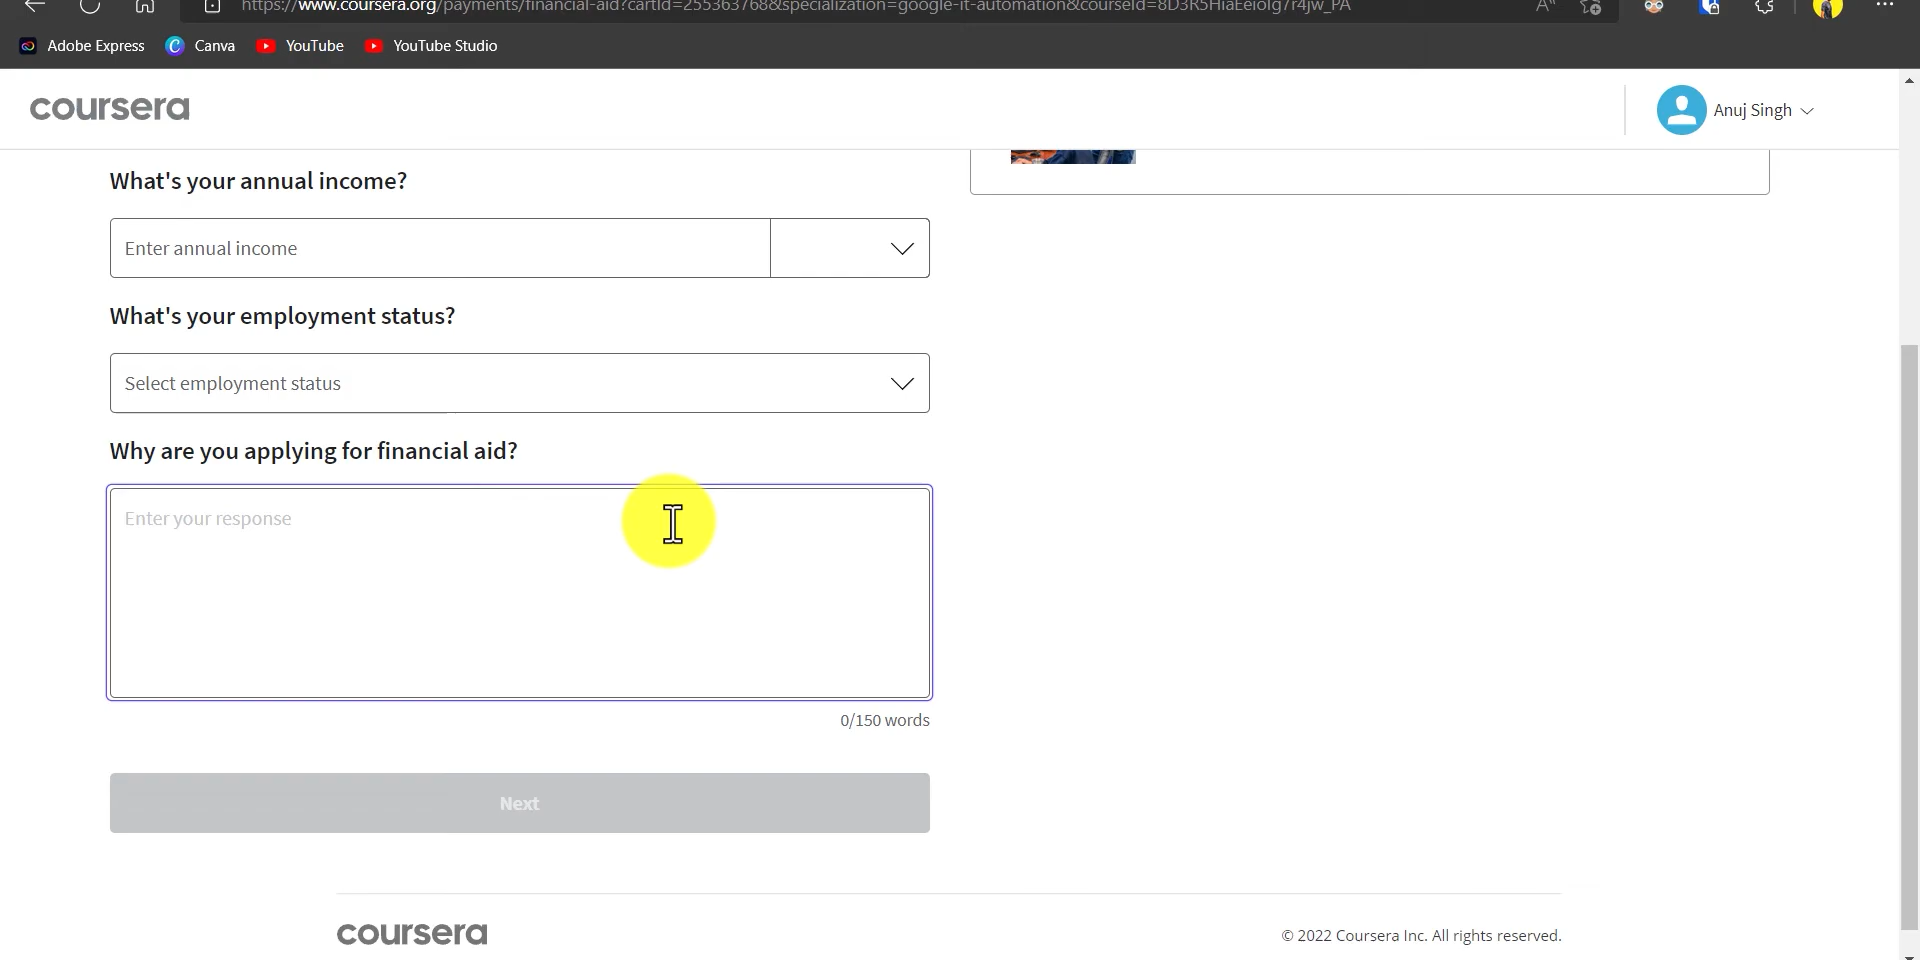 https://www.coursera.org/payments/financial-aid?cartId=255363768&specialization=google-it-automation&courseId=8D3R5HiaEeiolg7r4jw_PA
Adobe Express Canva YouTube YouTube Studio
coursera
Anuj Singh
What's your annual income?
Enter annual income
What's your employment status?
Select employment status
Why are you applying for financial aid?
Enter your response
0/150 words
Next
coursera
© 2022 Coursera Inc. All rights reserved.